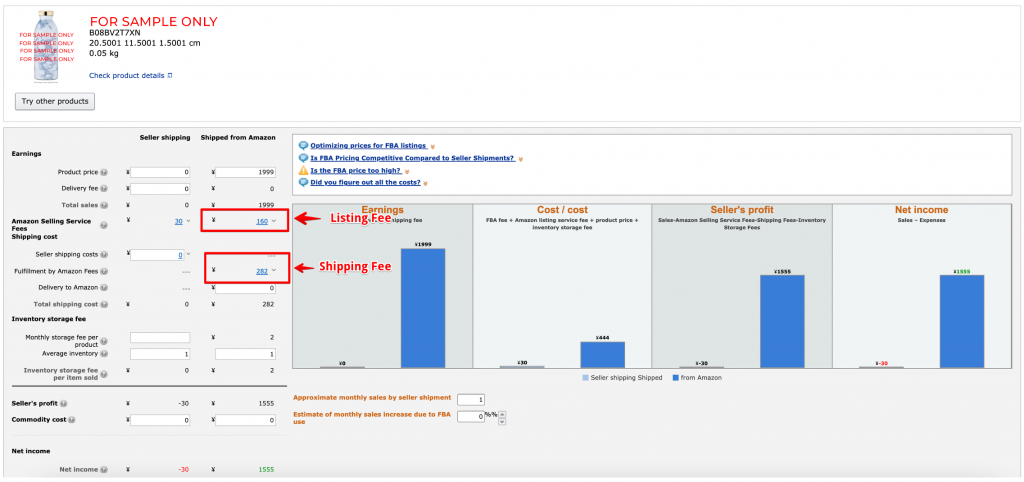 FOR SAMPLE ONLY
FOR SAMPLE ONLY
FOR SAMPLE ONLY
FOR SAMPLE ONLY
FOR SAMPLE ONLY
B08BV2T7XN
20.5001 11.5001 1.5001 cm
0.05 kg
Check product details
Try other products
Seller shipping Shipped from Amazon
Earnings
Product price ¥ 0 ¥ 1999
Delivery fee ¥ 0 ¥ 0
Total sales ¥ 0 ¥ 1999
Amazon Selling Service Fees ¥ 30 ¥ 160
Shipping cost
Seller shipping costs ¥ 0 ----
Fulfillment by Amazon Fees ---- ¥ 282
Delivery to Amazon ---- ¥ 0
Total shipping cost ¥ 0 ¥ 282
Inventory storage fee
Monthly storage fee per product ¥ ¥ 2
Average inventory 1 1
Inventory storage fee per item sold ¥ 0 ¥ 2
Seller's profit ¥ -30 ¥ 1555
Commodity cost ¥ 0 ¥ 0
Net income
Net income ¥ -30 ¥ 1555
Optimizing prices for FBA listings
Is FBA Pricing Competitive Compared to Seller Shipments?
Is the FBA price too high?
Did you figure out all the costs?
Listing Fee
Shipping Fee
Earnings
shipping fee
¥1999
¥0
Cost / cost
FBA fee + Amazon listing service fee + product price +
inventory storage fee
¥444
¥30
Seller's profit
Sales-Amazon Selling Service Fee-Shipping Fee-Inventory
Storage Fees
¥1555
¥-30
Net income
Sales – Expenses
¥1555
¥-30
Seller shipping Shipped from Amazon
Approximate monthly sales by seller shipment 1
Estimate of monthly sales increase due to FBA use 0 %%